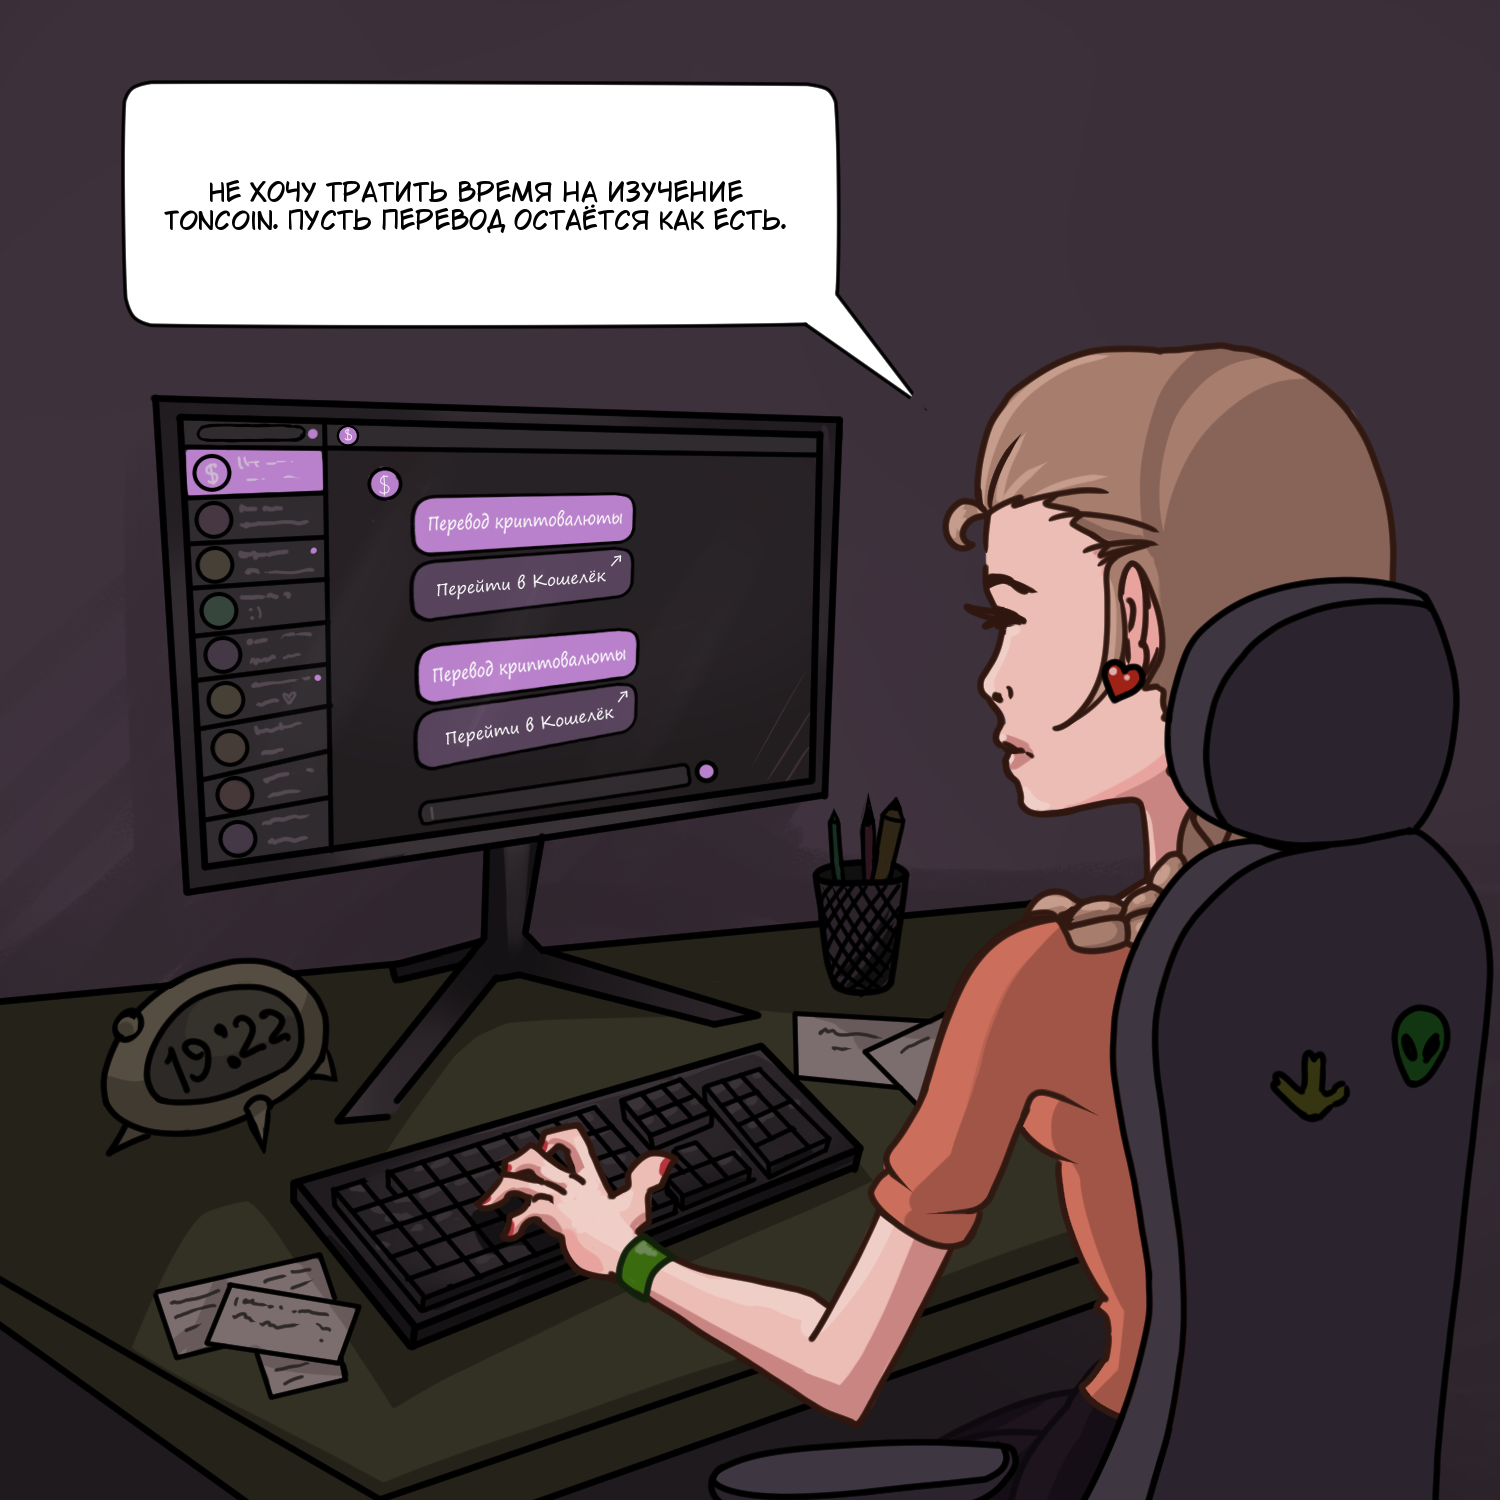 НЕ ХОЧУ ТРАТИТЬ ВРЕМЯ НА ИЗУЧЕНИЕ
TONCOIN. ПУСТЬ ПЕРЕВОД ОСТАЁТСЯ КАК ЕСТЬ.
$
$
$
:)
Перевод криптовалюты
Перейти в Кошелёк
Перевод криптовалюты
Перейти в Кошелёк
19:22